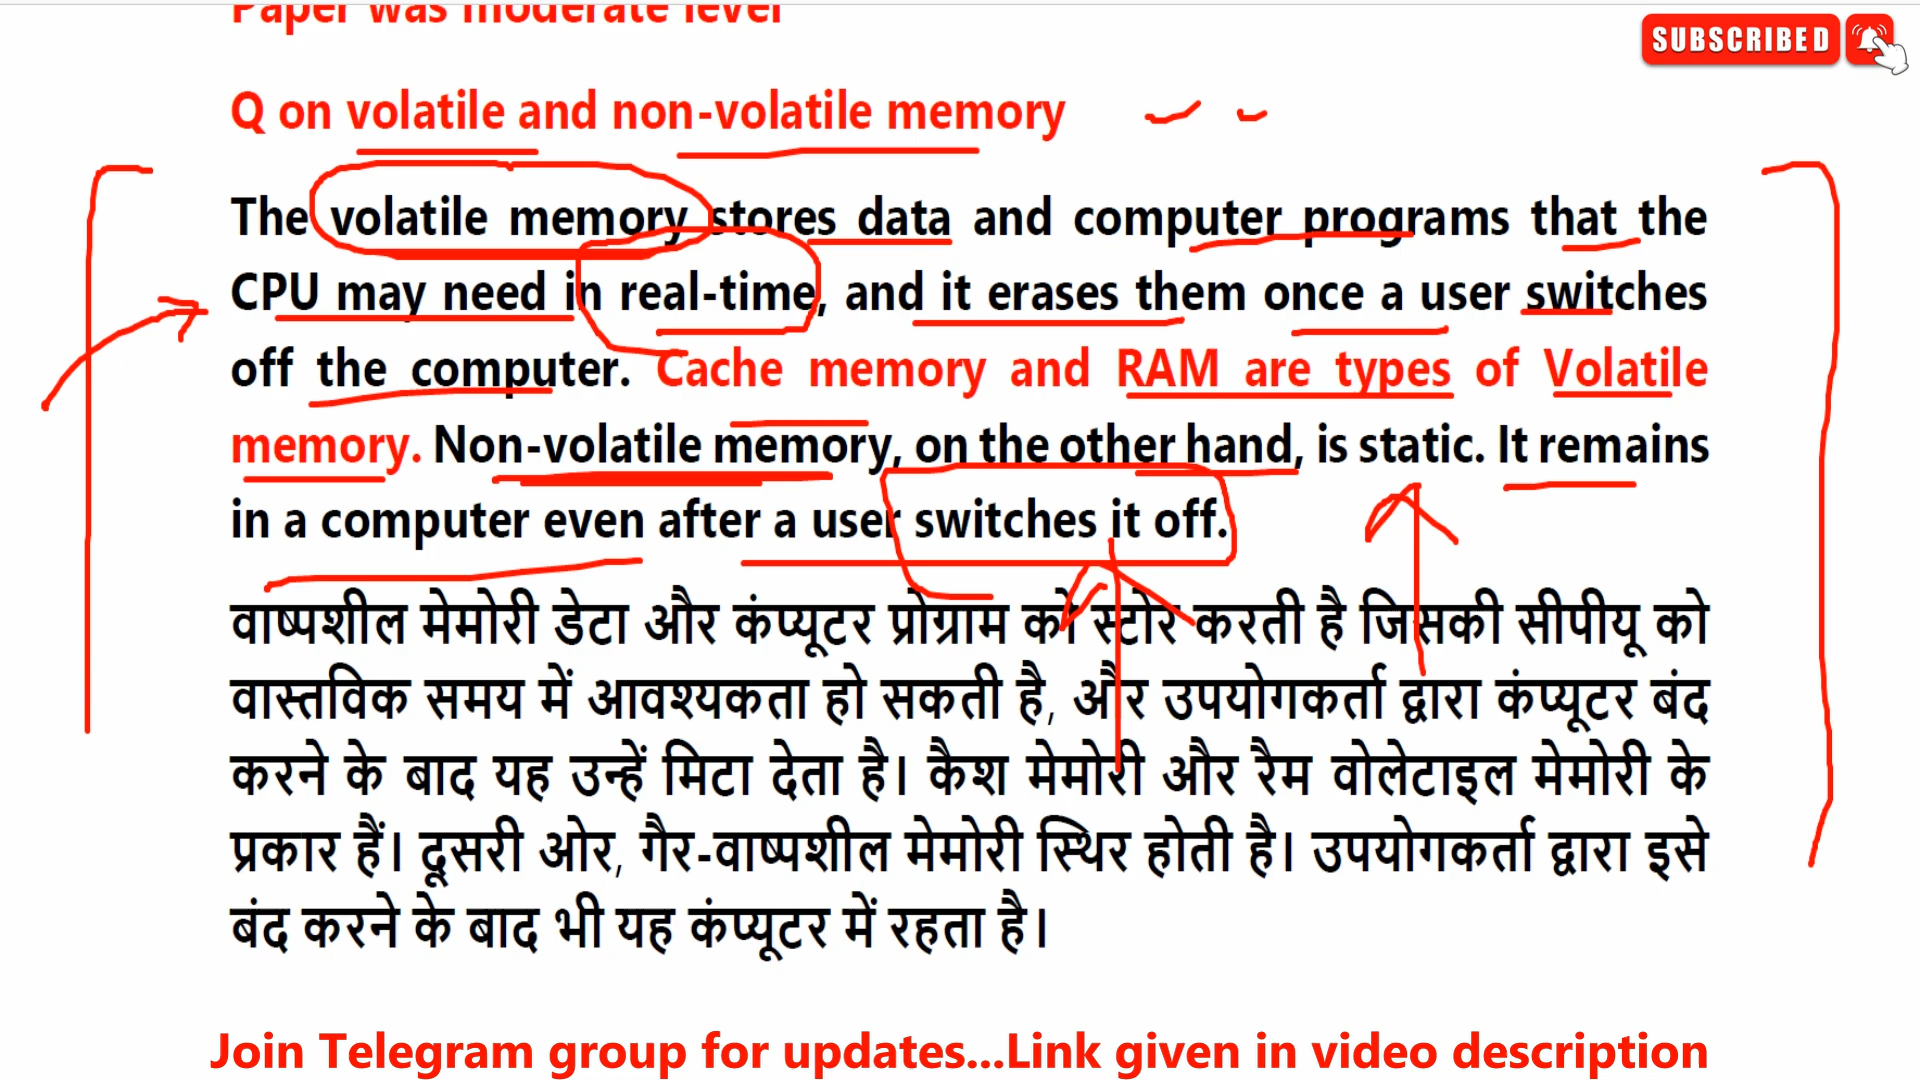 Paper was moderate level
SUBSCRIBED
Q on volatile and non-volatile memory
The volatile memory stores data and computer programs that the
CPU may need in real-time, and it erases them once a user switches
off the computer. Cache memory and RAM are types of Volatile
memory. Non-volatile memory, on the other hand, is static. It remains
in a computer even after a user switches it off.
वाष्पशील मेमोरी डेटा और कंप्यूटर प्रोग्राम को स्टोर करती है जिसकी सीपीयू को
वास्तविक समय में आवश्यकता हो सकती है, और उपयोगकर्ता द्वारा कंप्यूटर बंद
करने के बाद यह उन्हें मिटा देता है। कैश मेमोरी और रैम वोलेटाइल मेमोरी के
प्रकार हैं। दूसरी ओर, गैर-वाष्पशील मेमोरी स्थिर होती है। उपयोगकर्ता द्वारा इसे
बंद करने के बाद भी यह कंप्यूटर में रहता है।
Join Telegram group for updates...Link given in video description